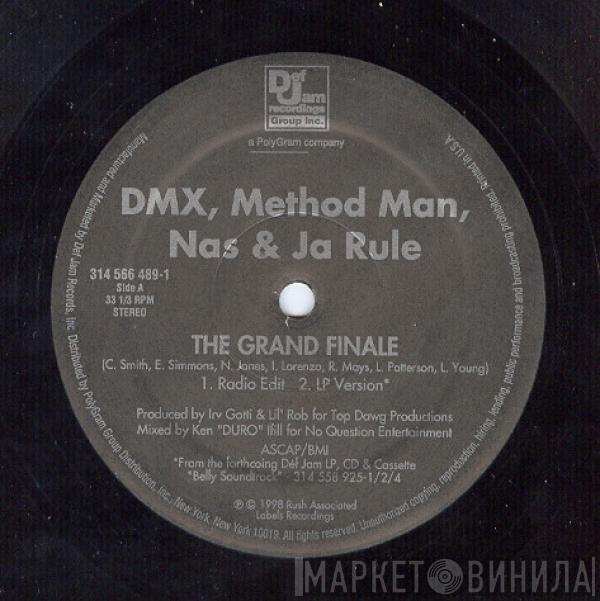 Def
Jam
recordings
Group Inc.
a PolyGram company
DMX, Method Man,
Nas & Ja Rule
314 566 489-1
Side A
33 1/3 RPM
STEREO
THE GRAND FINALE
(C. Smith, E. Simmons, N. Jones, I. Lorenzo, R. Mays, L. Patterson, L. Young)
1. Radio Edit 2. LP Version*
Produced by Irv Gotti & Lil' Rob for Top Dawg Productions
Mixed by Ken "DURO" Ifill for No Question Entertainment
ASCAP/BMI
*From the forthcoming Def Jam LP, CD & Cassette
"Belly Soundtrack" - 314 558 925-1/2/4
℗ © 1998 Rush Associated
Labels Recordings
Manufactured and Marketed by Def Jam Records, Inc. Distributed by PolyGram Group Distribution, Inc., New York, New York 10019. All rights reserved. Unauthorized copying, reproduction, hiring, lending, public performance and broadcasting prohibited. Printed in U.S.A.
МАРКЕТ ВИНИЛА